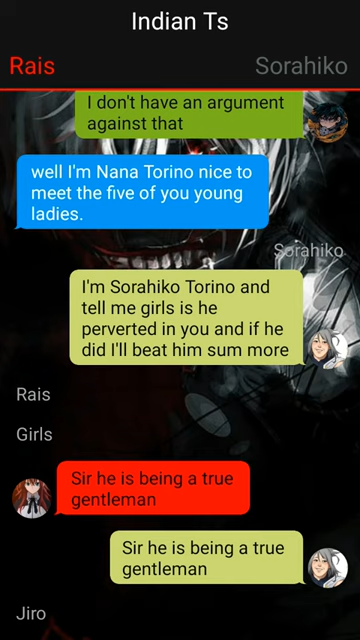 Indian Ts
Rais
Sorahiko
I don't have an argument
against that
well I'm Nana Torino nice to
meet the five of you young
ladies.
Sorahiko
I'm Sorahiko Torino and
tell me girls is he
perverted in you and if he
did I'll beat him sum more
Rais
Girls
Sir he is being a true
gentleman
Sir he is being a true
gentleman
Jiro